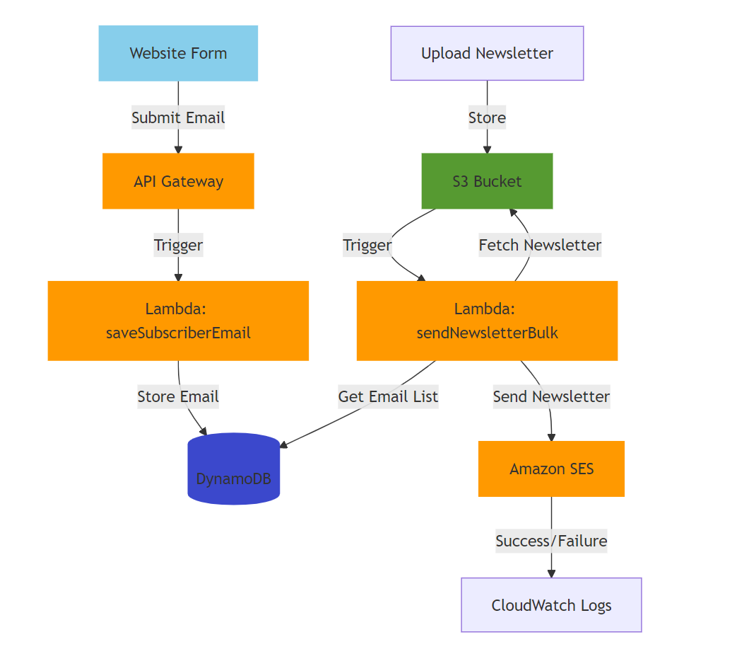 Website Form
Upload Newsletter
Submit Email
Store
API Gateway
S3 Bucket
Trigger
Trigger
Fetch Newsletter
Lambda:
saveSubscriberEmail
Lambda:
sendNewsletterBulk
Store Email
Get Email List
Send Newsletter
DynamoDB
Amazon SES
Success/Failure
CloudWatch Logs